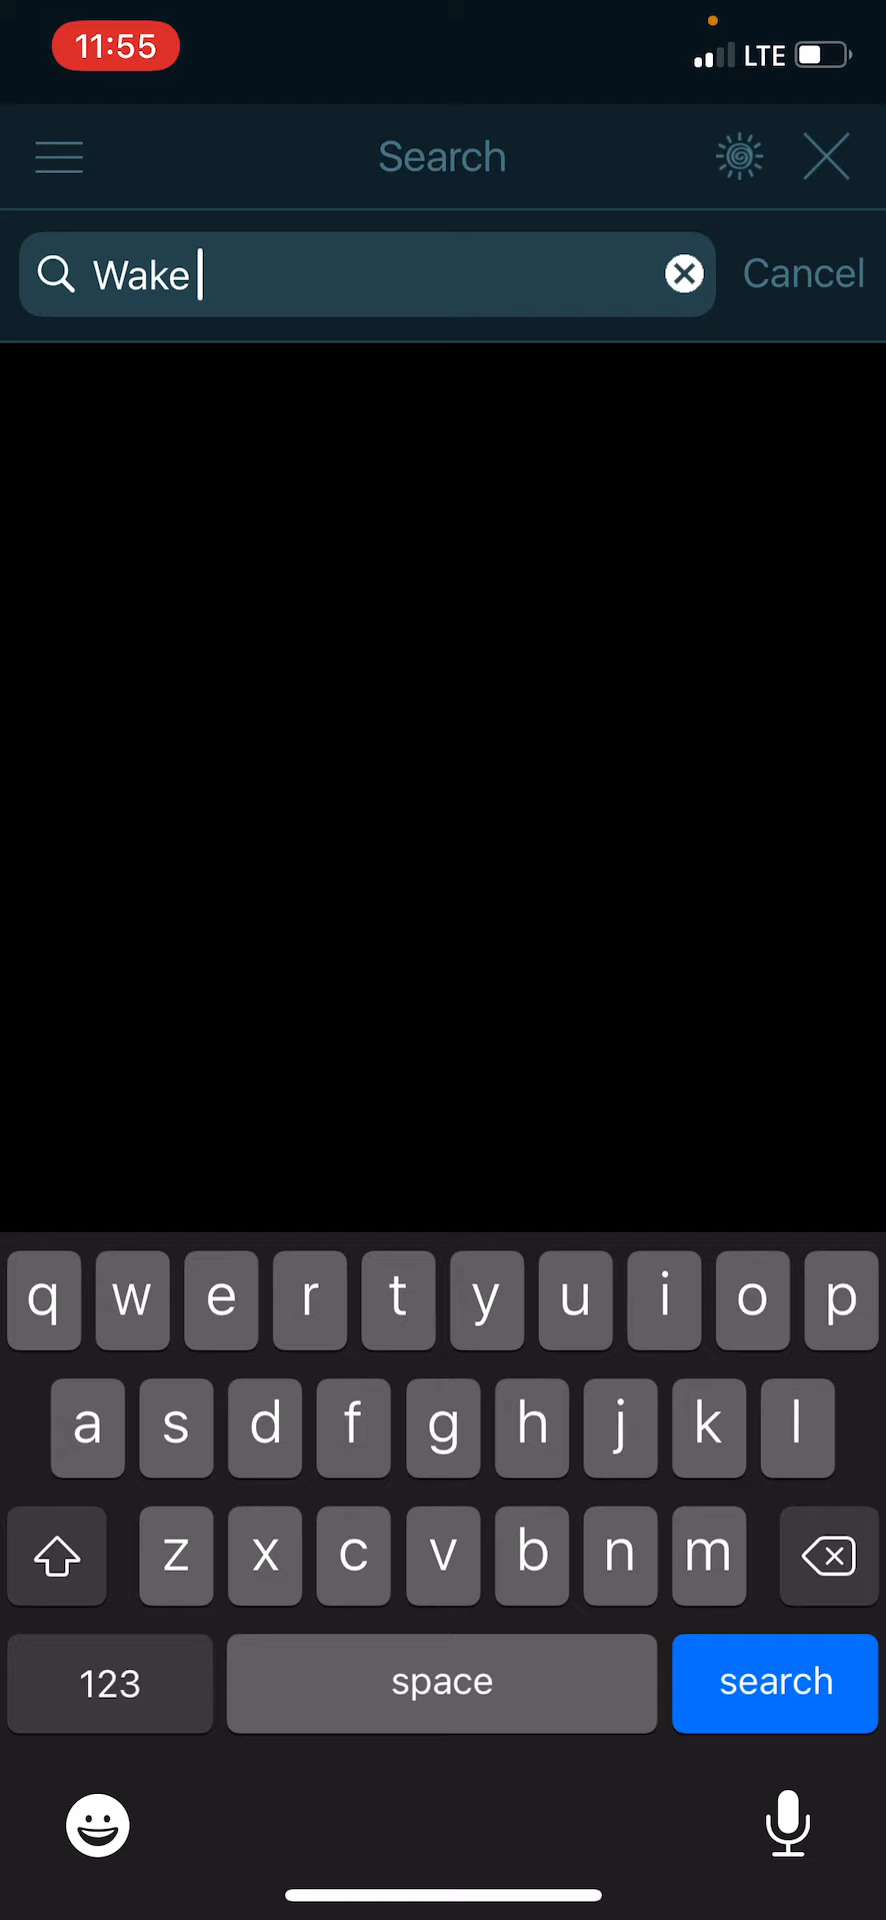 11:55 LTE
Search
Wake Cancel
q w e r t y u i o p
a s d f g h j k l
z x c v b n m
123 space search